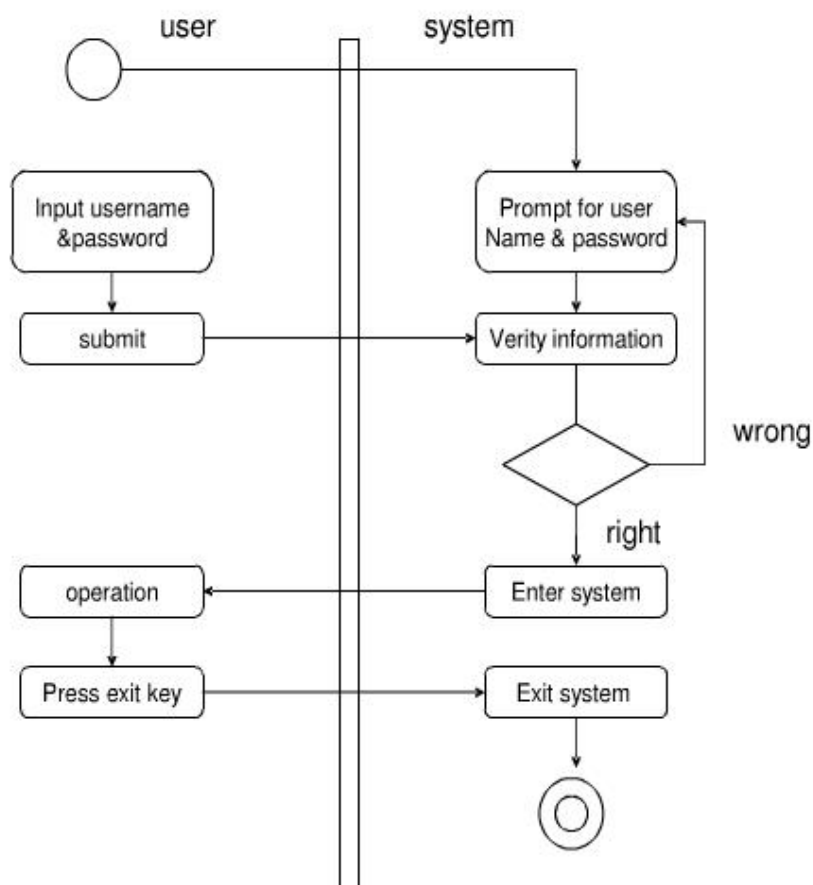 user
system
Input username
&password
Prompt for user
Name & password
submit
Verity information
wrong
right
operation
Enter system
Press exit key
Exit system